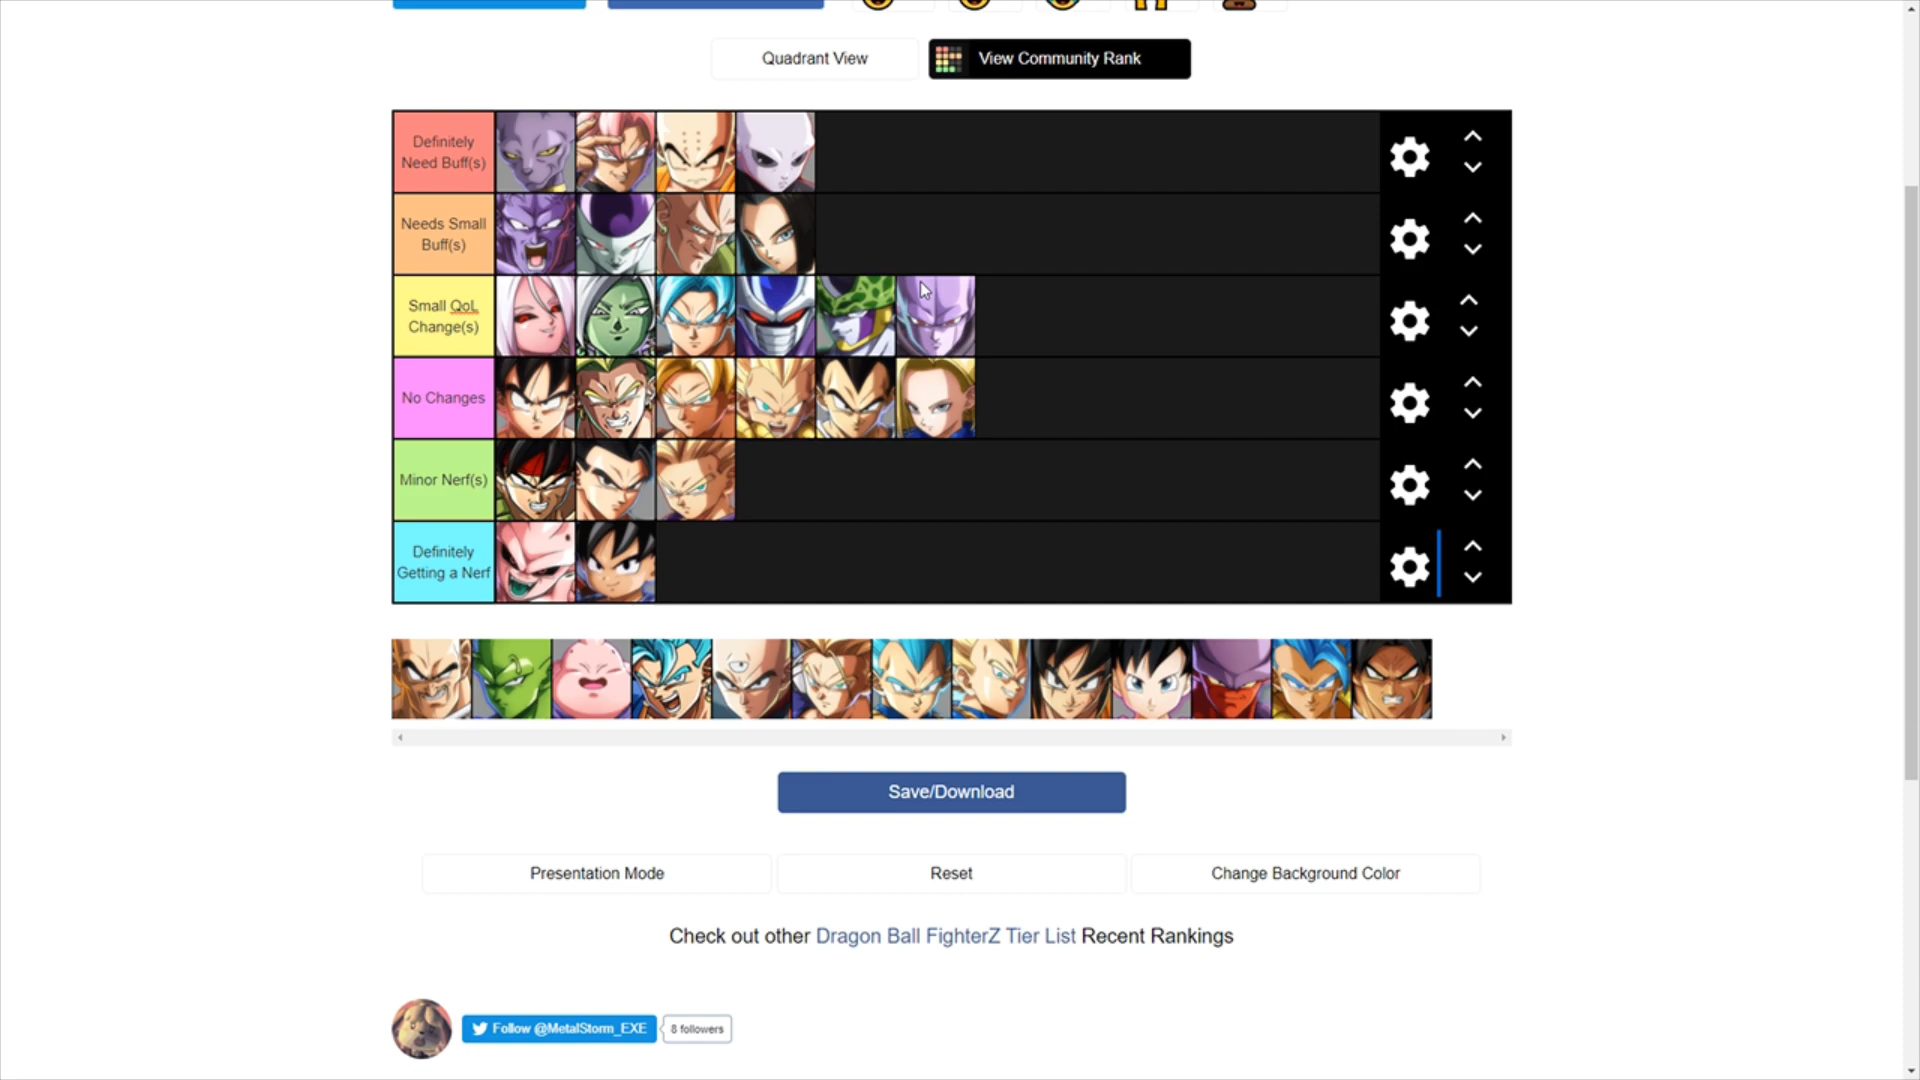 Quadrant View
View Community Rank
Definitely
Need Buff(s)
Needs Small
Buff(s)
Small QoL
Change(s)
No Changes
Minor Nerf(s)
Definitely
Getting a Nerf
Save/Download
Presentation Mode
Reset
Change Background Color
Check out other Dragon Ball FighterZ Tier List Recent Rankings
Follow @MetalStorm_EXE
8 followers